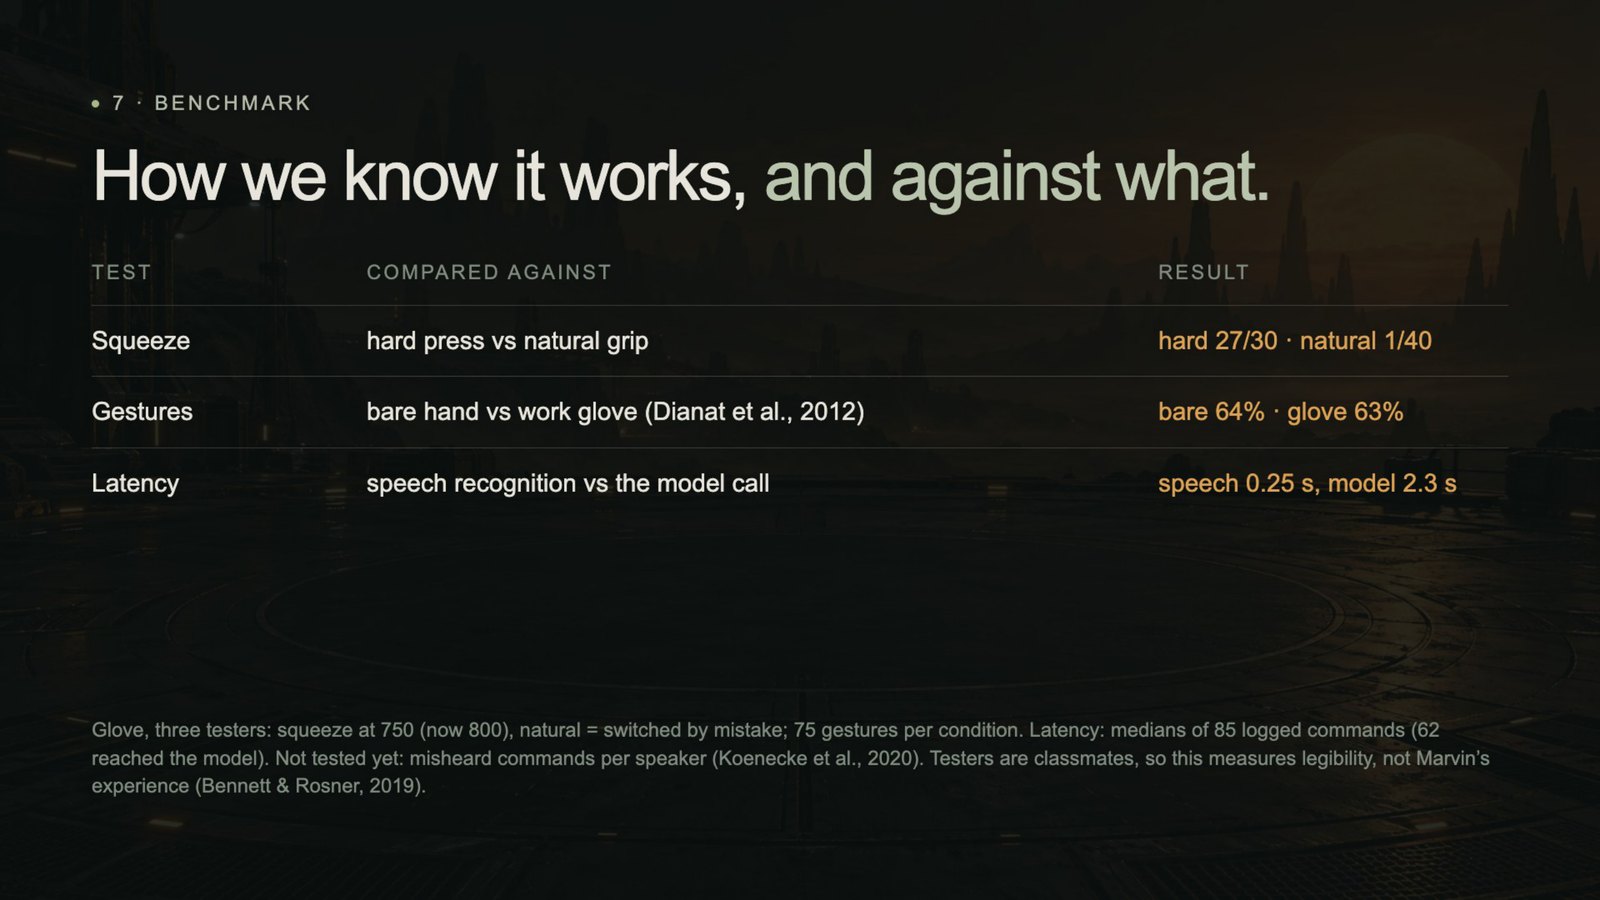 • 7 · BENCHMARK
How we know it works, and against what.
TEST COMPARED AGAINST RESULT
Squeeze hard press vs natural grip hard 27/30 · natural 1/40
Gestures bare hand vs work glove (Dianat et al., 2012) bare 64% · glove 63%
Latency speech recognition vs the model call speech 0.25 s, model 2.3 s
Glove, three testers: squeeze at 750 (now 800), natural = switched by mistake; 75 gestures per condition. Latency: medians of 85 logged commands (62
reached the model). Not tested yet: misheard commands per speaker (Koenecke et al., 2020). Testers are classmates, so this measures legibility, not Marvin’s
experience (Bennett & Rosner, 2019).